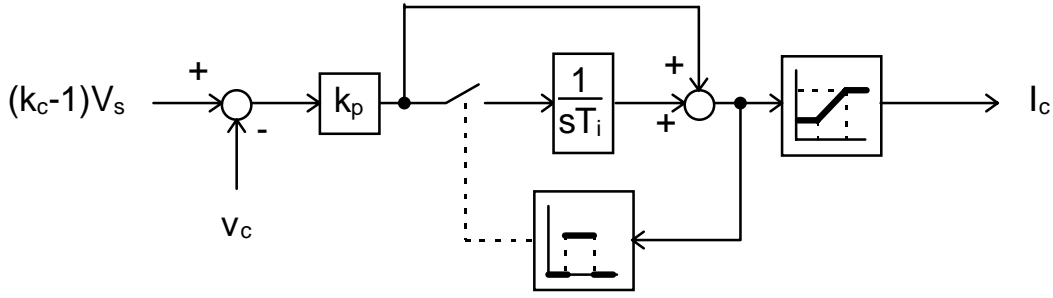 +
+
(k_c-1)V_s
k_p
1
sT_i
+
I_c
-
v_c